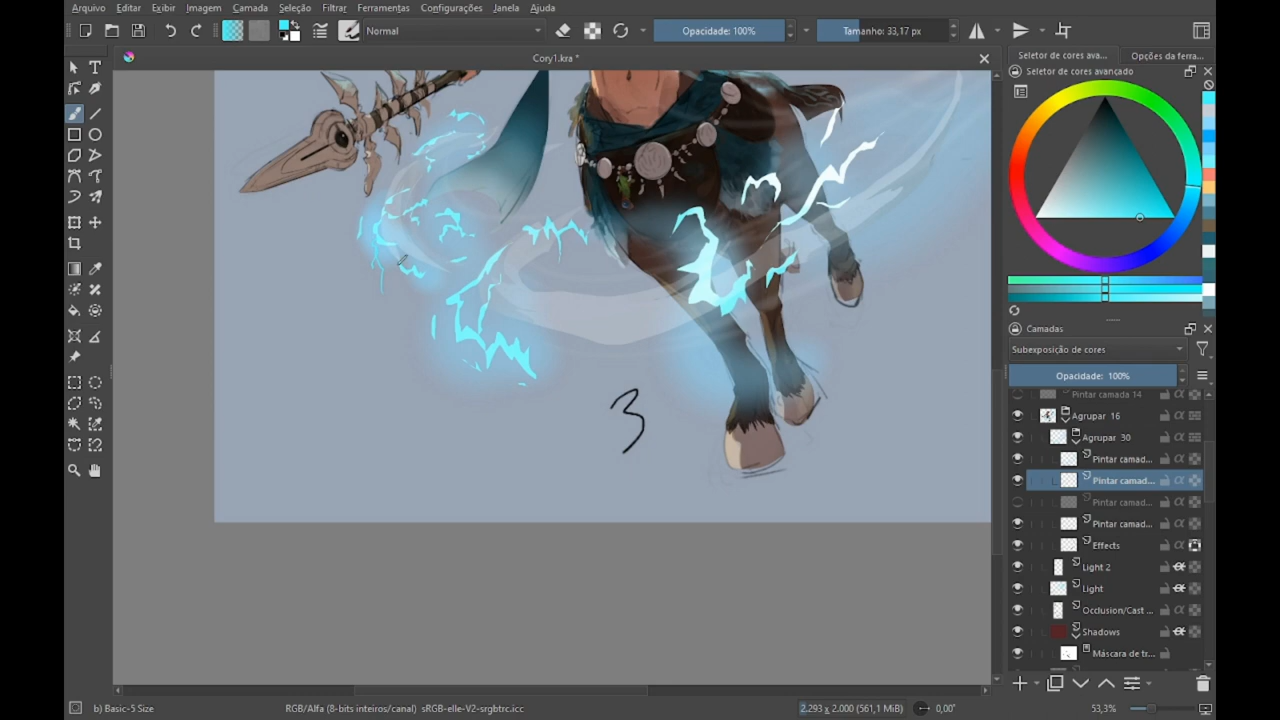 Arquivo Editar Exibir Imagem Camada Seleção Filtrar Ferramentas Configurações Janela Ajuda
Normal Opacidade: 100% Tamanho: 33,17 px
Cory1.kra *
Seletor de cores ava... Opções da ferra...
Seletor de cores avançado
Camadas
Subexposição de cores
Opacidade: 100%
Pintar camada 14
Agrupar 16
Agrupar 30
Pintar camad...
Pintar camad...
Pintar camad...
Pintar camad...
Effects
Light 2
Light
Occlusion/Cast ...
Shadows
Máscara de tr...
3
b) Basic-5 Size RGB/Alfa (8-bits inteiros/canal) sRGB-elle-V2-srgbtrc.icc 2.293 x 2.000 (561,1 MiB) 0,00° 53,3%